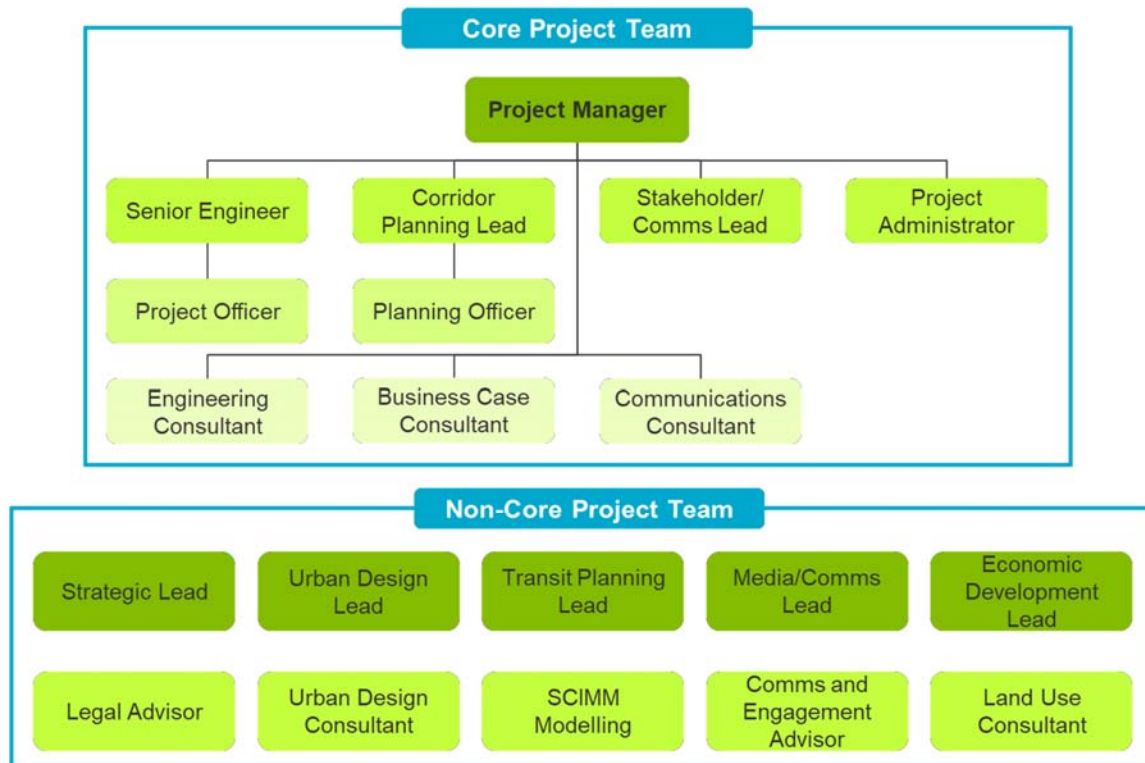 Core Project Team
Project Manager
Senior Engineer
Corridor
Planning Lead
Stakeholder/
Comms Lead
Project
Administrator
Project Officer
Planning Officer
Engineering
Consultant
Business Case
Consultant
Communications
Consultant
Non-Core Project Team
Strategic Lead
Urban Design
Lead
Transit Planning
Lead
Media/Comms
Lead
Economic
Development
Lead
Legal Advisor
Urban Design
Consultant
SCIMM
Modelling
Comms and
Engagement
Advisor
Land Use
Consultant